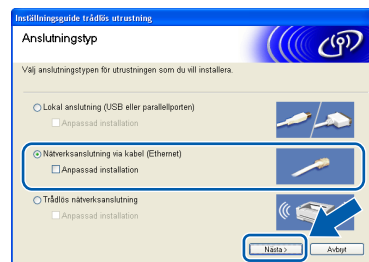 Inställningsguide trådlös utrustning
Anslutningstyp
Välj anslutningstypen för utrustningen som du vill installera.
Lokal anslutning (USB eller parallellporten)
Anpassad installation
Nätverksanslutning via kabel (Ethernet)
Anpassad installation
Trådlös nätverksanslutning
Anpassad installation
Nästa >
Avbryt